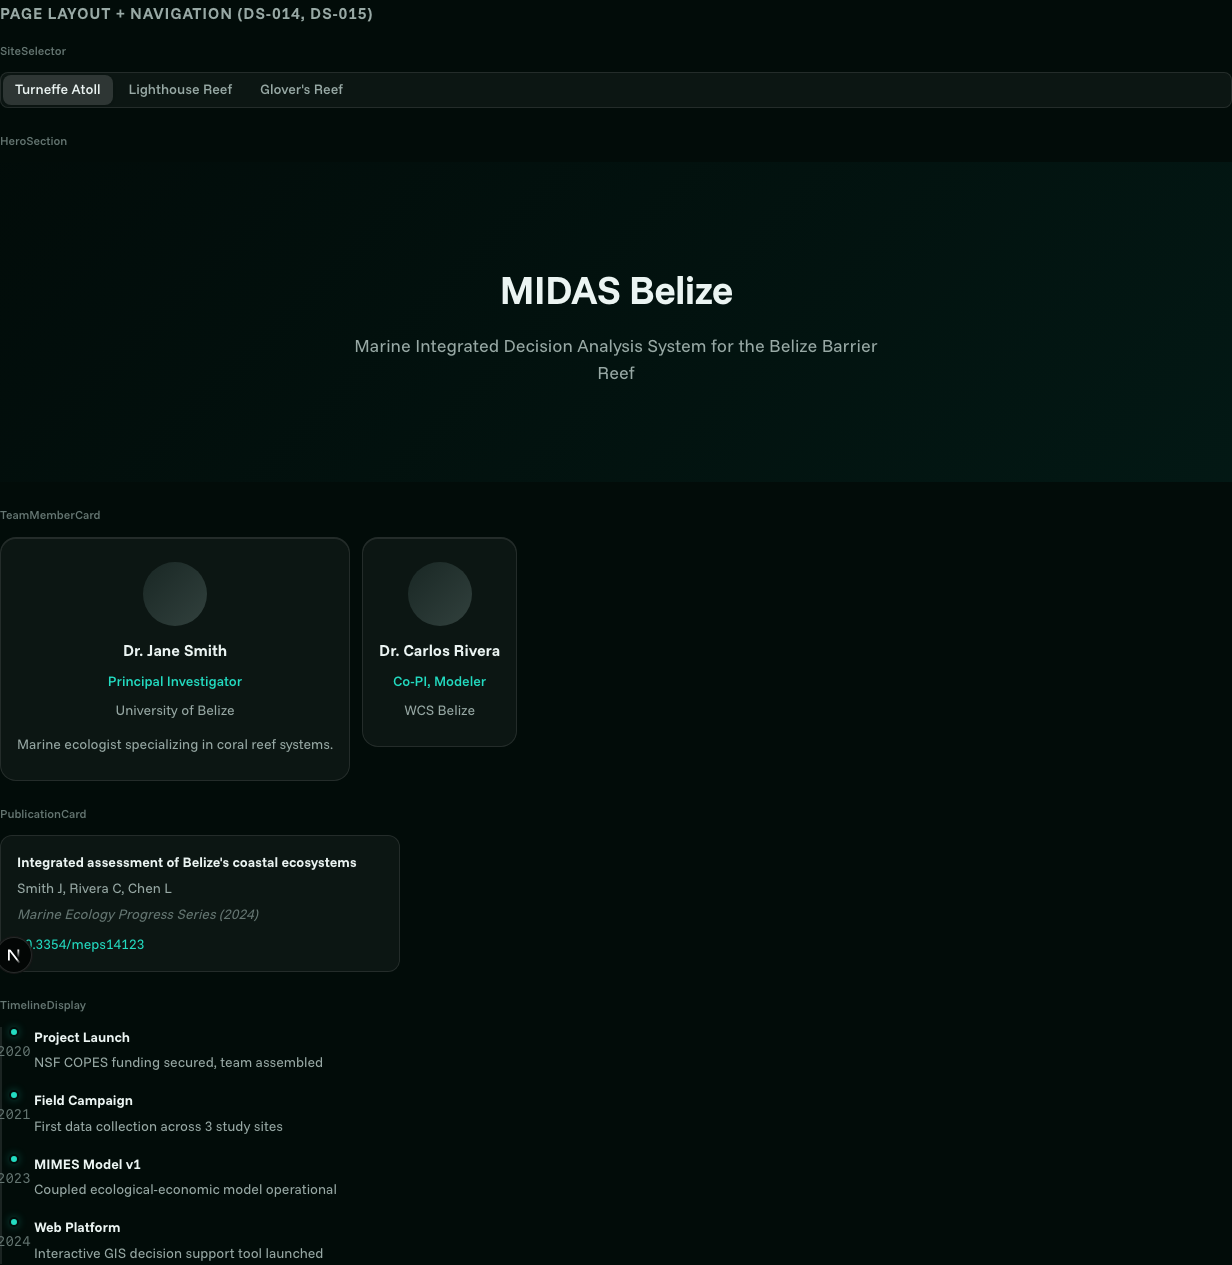 PAGE LAYOUT + NAVIGATION (DS-014, DS-015)
SiteSelector
Turneffe Atoll
Lighthouse Reef
Glover's Reef
HeroSection
MIDAS Belize
Marine Integrated Decision Analysis System for the Belize Barrier
Reef
TeamMemberCard
Dr. Jane Smith
Principal Investigator
University of Belize
Marine ecologist specializing in coral reef systems.
Dr. Carlos Rivera
Co-PI, Modeler
WCS Belize
PublicationCard
Integrated assessment of Belize's coastal ecosystems
Smith J, Rivera C, Chen L
Marine Ecology Progress Series (2024)
.3354/meps14123
N
TimelineDisplay
Project Launch
2020
NSF COPES funding secured, team assembled
Field Campaign
2021
First data collection across 3 study sites
MIMES Model v1
2023
Coupled ecological-economic model operational
Web Platform
2024
Interactive GIS decision support tool launched